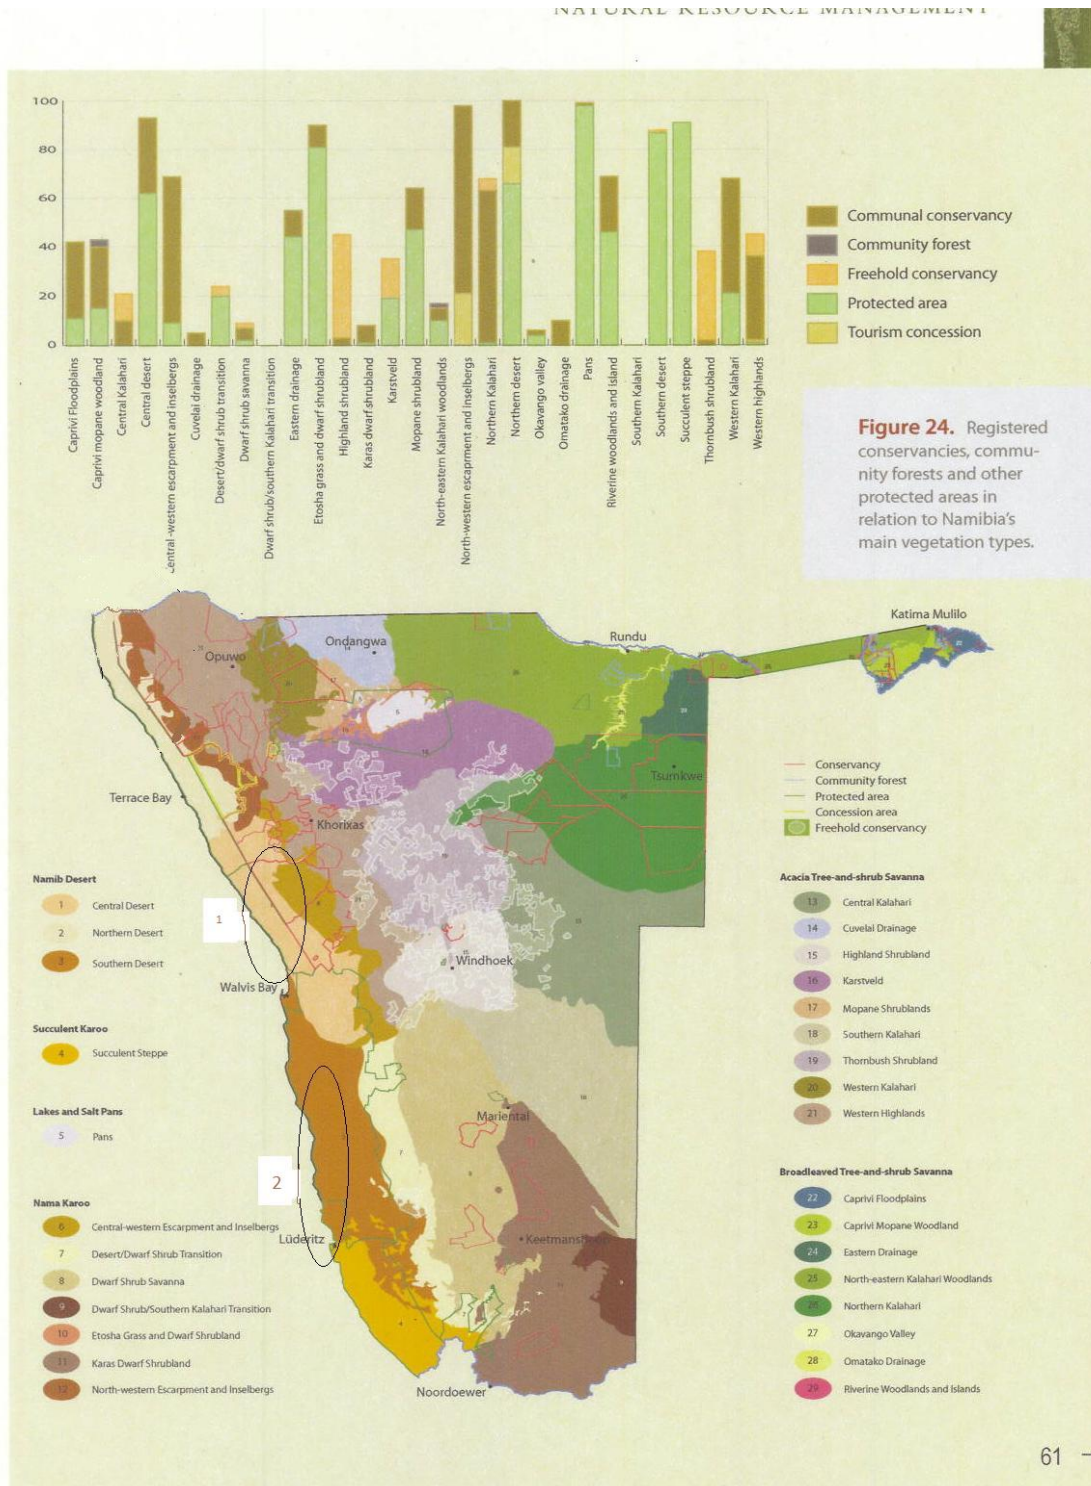 NATURAL RESOURCE MANAGEMENT
100
80
60
40
20
0
Caprivi Floodplains
Caprivi mopane woodland
Central Kalahari
Central desert
Central-western escarpment and inselbergs
Cuvelai drainage
Desert/dwarf shrub transition
Dwarf shrub savanna
Dwarf shrub/southern Kalahari transition
Eastern drainage
Etosha grass and dwarf shrubland
Highland shrubland
Karas dwarf shrubland
Karstveld
Mopane shrubland
North-eastern Kalahari woodlands
North-western escaprment and Inselbergs
Northern Kalahari
Northern desert
Okavango valley
Omatako drainage
Pans
Riverine woodlands and island
Southern Kalahari
Southern desert
Succulent steppe
Thornbush shrubland
Western Kalahari
Western highlands
Communal conservancy
Community forest
Freehold conservancy
Protected area
Tourism concession
Figure 24. Registered
conservancies, commu-
nity forests and other
protected areas in
relation to Namibia's
main vegetation types.
Katima Mulilo
Rundu
Ondangwa
Opuwo
Tsumkwe
Terrace Bay
Khorixas
Windhoek
Walvis Bay
Mariental
Lüderitz
Keetmanshoop
Noordoewer
1
2
Conservancy
Community forest
Protected area
Concession area
Freehold conservancy
Namib Desert
1 Central Desert
2 Northern Desert
3 Southern Desert
Succulent Karoo
4 Succulent Steppe
Lakes and Salt Pans
5 Pans
Nama Karoo
6 Central-western Escarpment and Inselbergs
7 Desert/Dwarf Shrub Transition
8 Dwarf Shrub Savanna
9 Dwarf Shrub/Southern Kalahari Transition
10 Etosha Grass and Dwarf Shrubland
11 Karas Dwarf Shrubland
12 North-western Escarpment and Inselbergs
Acacia Tree-and-shrub Savanna
13 Central Kalahari
14 Cuvelai Drainage
15 Highland Shrubland
16 Karstveld
17 Mopane Shrublands
18 Southern Kalahari
19 Thornbush Shrubland
20 Western Kalahari
21 Western Highlands
Broadleaved Tree-and-shrub Savanna
22 Caprivi Floodplains
23 Caprivi Mopane Woodland
24 Eastern Drainage
25 North-eastern Kalahari Woodlands
26 Northern Kalahari
27 Okavango Valley
28 Omatako Drainage
29 Riverine Woodlands and Islands
61